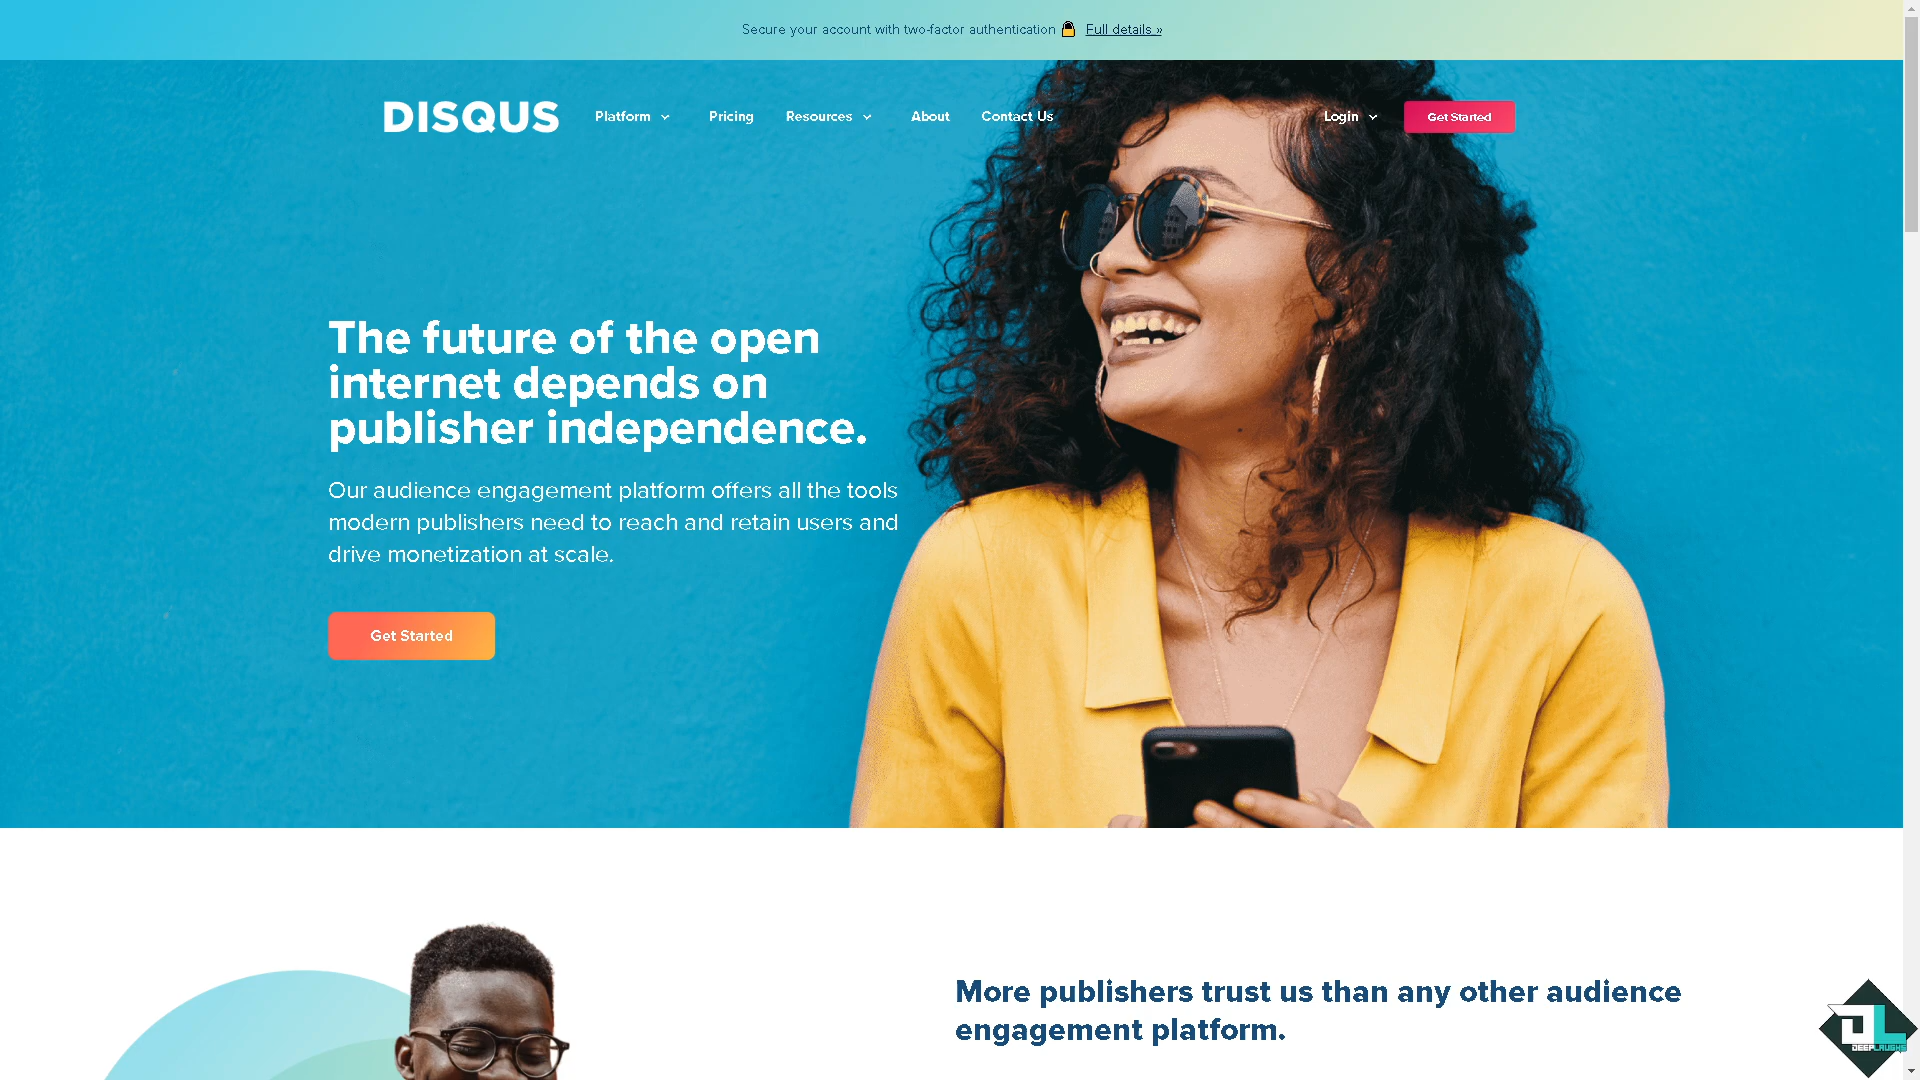 Secure your account with two-factor authentication Full details »
DISQUS
Platform Pricing Resources About Contact Us Login Get Started
The future of the open
internet depends on
publisher independence.
Our audience engagement platform offers all the tools
modern publishers need to reach and retain users and
drive monetization at scale.
Get Started
More publishers trust us than any other audience
engagement platform.
DL
DEEPLAUGHS